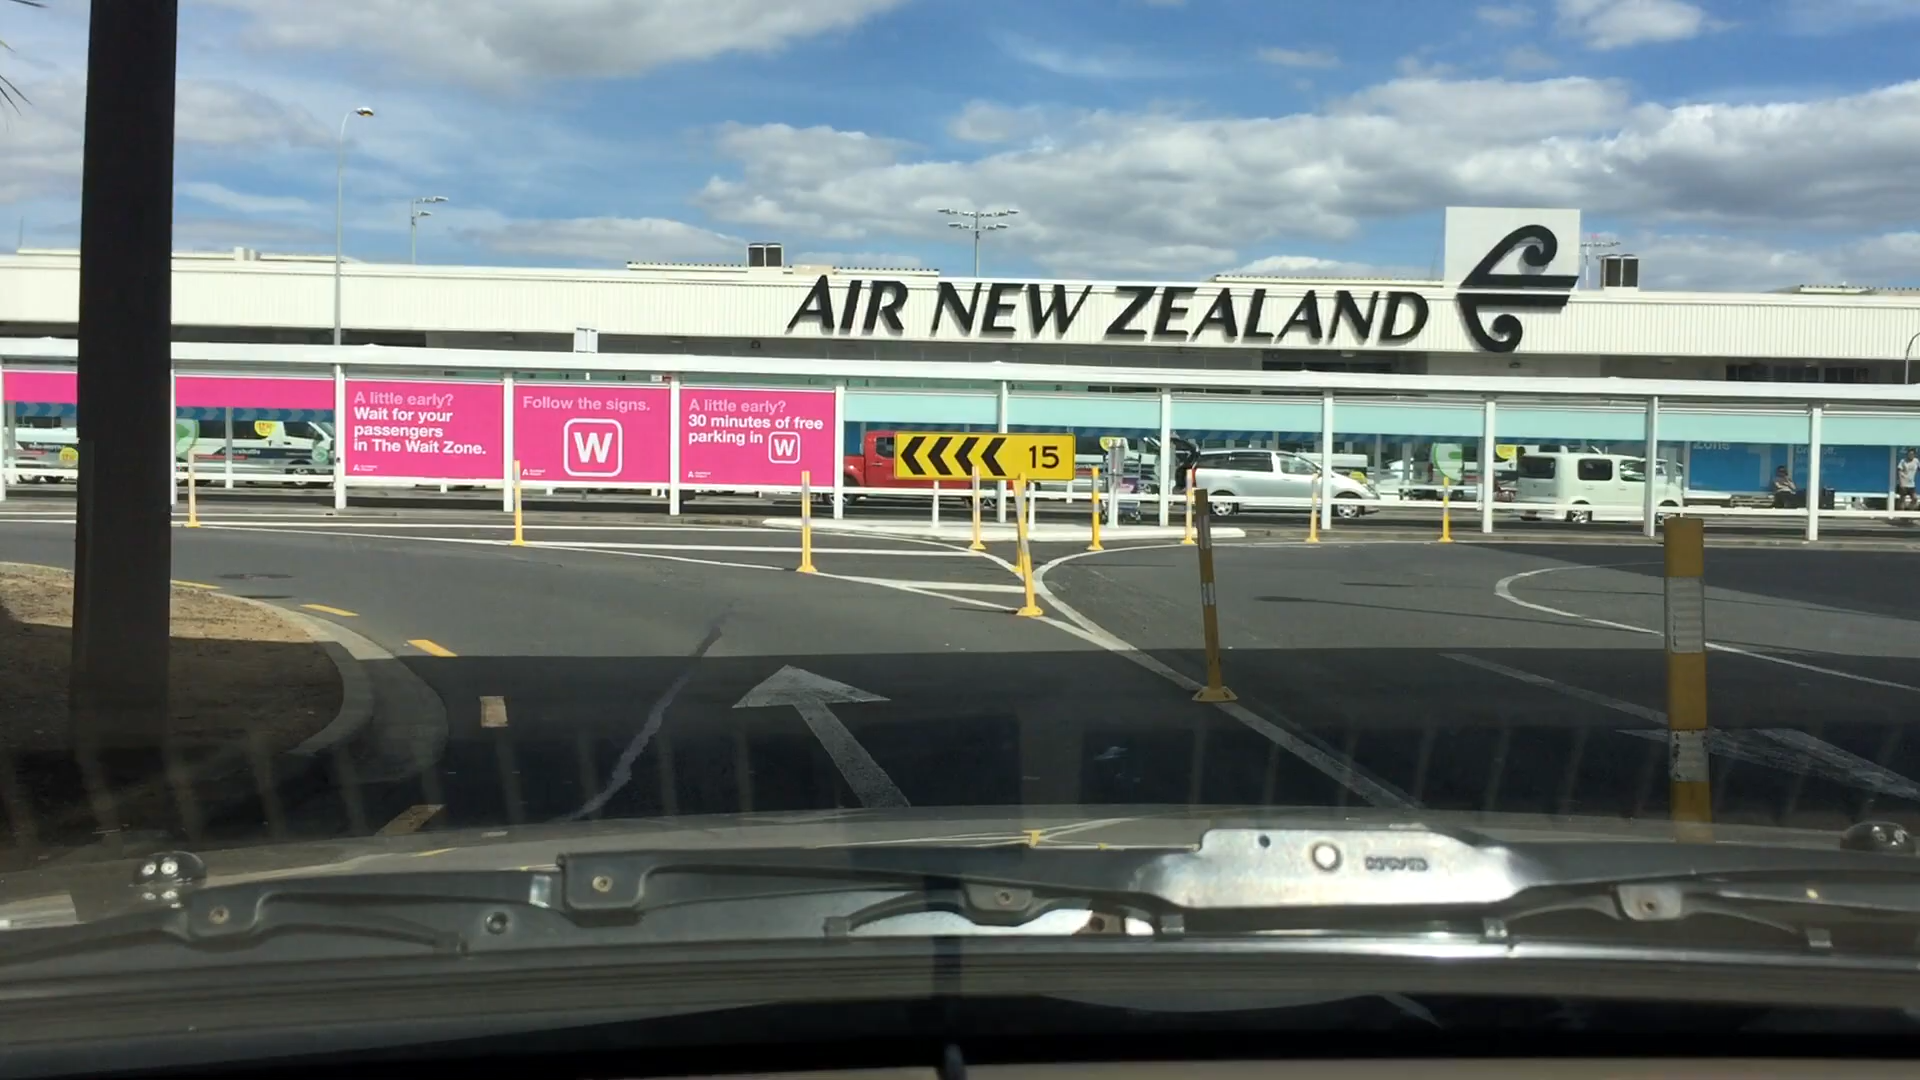 AIR NEW ZEALAND
A little early?
Wait for your
passengers
in The Wait Zone.
Follow the signs.
W
A little early?
30 minutes of free
parking in W
15
Zone